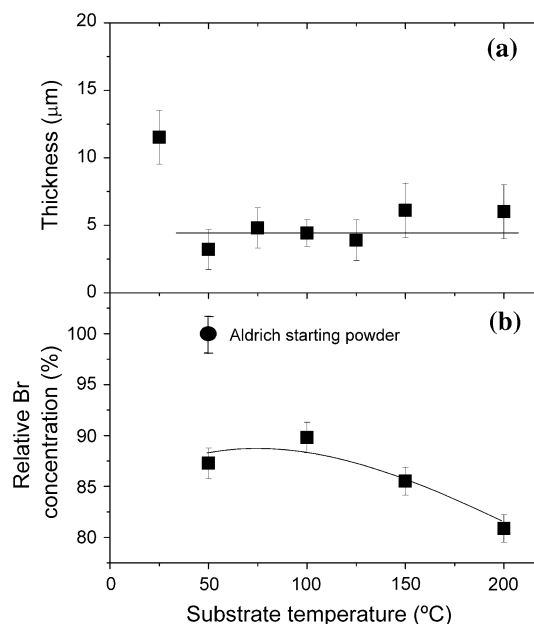 20
(a)
15
10
5
0
Thickness (μm)
(b)
100
Aldrich starting powder
95
90
85
80
Relative Br
concentration (%)
0 50 100 150 200
Substrate temperature (ºC)